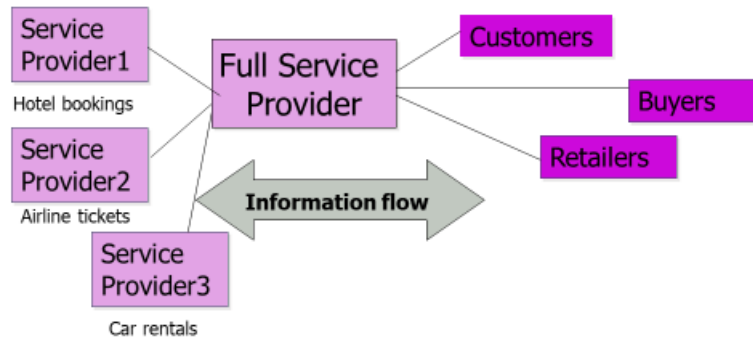 Service
Provider1
Hotel bookings
Service
Provider2
Airline tickets
Service
Provider3
Car rentals
Full Service
Provider
Information flow
Customers
Buyers
Retailers